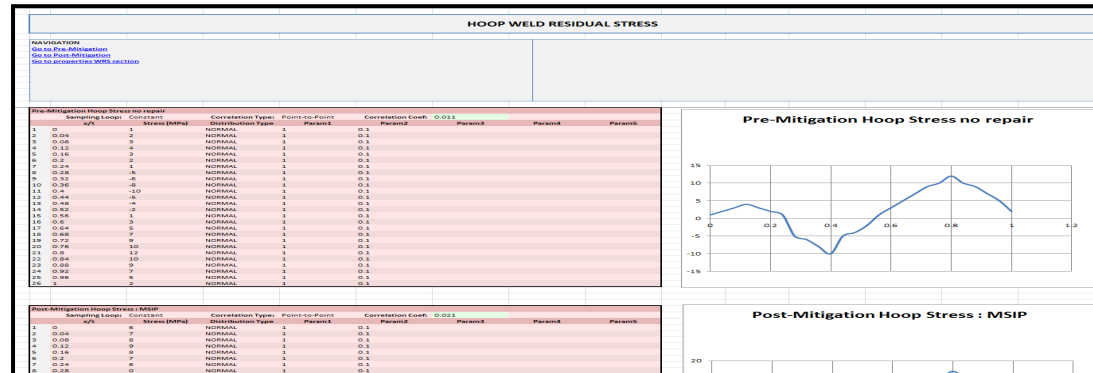 HOOP WELD RESIDUAL STRESS
NAVIGATION
Go to Pre-Mitigation
Go to Post-Mitigation
Go to properties WRS section
Pre-Mitigation Hoop Stress no repair
Sampling Loop: Constant Correlation Type: Point-to-Point Correlation Coef: 0.011
x/t Stress (MPa) Distribution Type Param1 Param2 Param3 Param4 Param5
1 0 1 NORMAL 1 0.1
2 0.04 2 NORMAL 1 0.1
3 0.08 3 NORMAL 1 0.1
4 0.12 4 NORMAL 1 0.1
5 0.16 3 NORMAL 1 0.1
6 0.2 2 NORMAL 1 0.1
7 0.24 1 NORMAL 1 0.1
8 0.28 -5 NORMAL 1 0.1
9 0.32 -6 NORMAL 1 0.1
10 0.36 -8 NORMAL 1 0.1
11 0.4 -10 NORMAL 1 0.1
12 0.44 -5 NORMAL 1 0.1
13 0.48 -4 NORMAL 1 0.1
14 0.52 -2 NORMAL 1 0.1
15 0.56 1 NORMAL 1 0.1
16 0.6 3 NORMAL 1 0.1
17 0.64 5 NORMAL 1 0.1
18 0.68 7 NORMAL 1 0.1
19 0.72 9 NORMAL 1 0.1
20 0.76 10 NORMAL 1 0.1
21 0.8 12 NORMAL 1 0.1
22 0.84 10 NORMAL 1 0.1
23 0.88 9 NORMAL 1 0.1
24 0.92 7 NORMAL 1 0.1
25 0.96 5 NORMAL 1 0.1
26 1 2 NORMAL 1 0.1
Pre-Mitigation Hoop Stress no repair
15
10
5
0
-5
-10
-15
0 0.2 0.4 0.6 0.8 1 1.2
Post-Mitigation Hoop Stress : MSIP
Sampling Loop: Constant Correlation Type: Point-to-Point Correlation Coef: 0.021
x/t Stress (MPa) Distribution Type Param1 Param2 Param3 Param4 Param5
1 0 6 NORMAL 1 0.1
2 0.04 7 NORMAL 1 0.1
3 0.08 8 NORMAL 1 0.1
4 0.12 9 NORMAL 1 0.1
5 0.16 8 NORMAL 1 0.1
6 0.2 7 NORMAL 1 0.1
7 0.24 6 NORMAL 1 0.1
8 0.28 0 NORMAL 1 0.1
Post-Mitigation Hoop Stress : MSIP
20